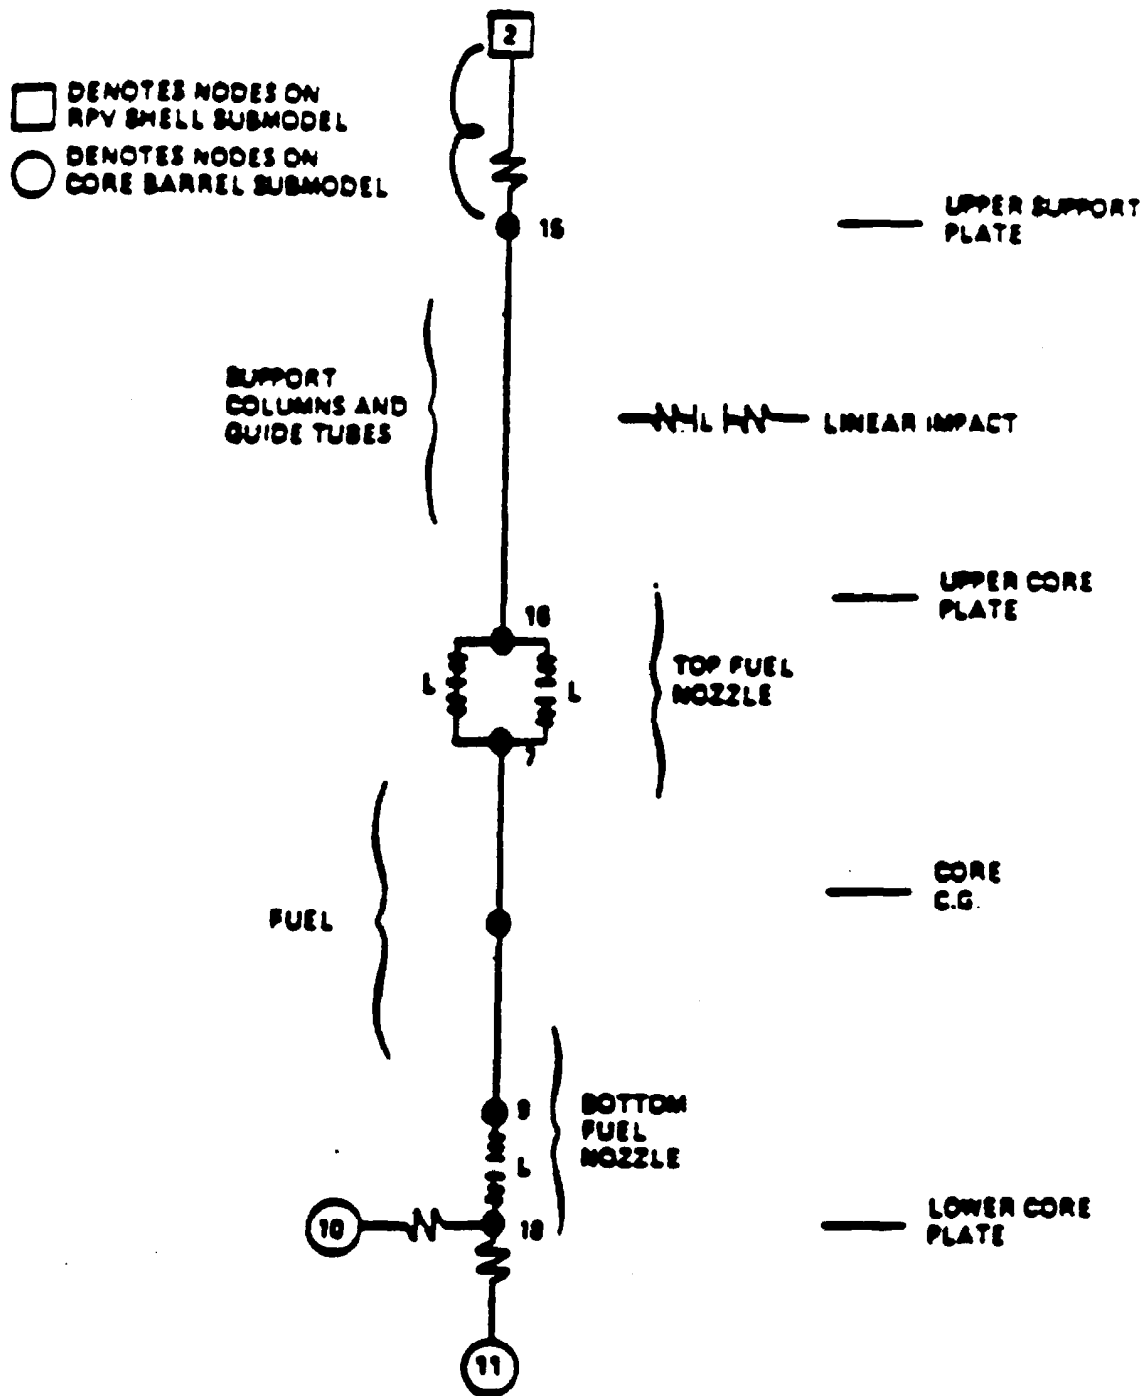 2
DENOTES NODES ON
RPV SHELL SUBMODEL
DENOTES NODES ON
CORE BARREL SUBMODEL
15
UPPER SUPPORT
PLATE
SUPPORT
COLUMNS AND
GUIDE TUBES
L
LINEAR IMPACT
UPPER CORE
PLATE
16
L
L
TOP FUEL
NOZZLE
7
CORE
C.G.
FUEL
9
BOTTOM
FUEL
NOZZLE
L
10
18
LOWER CORE
PLATE
11